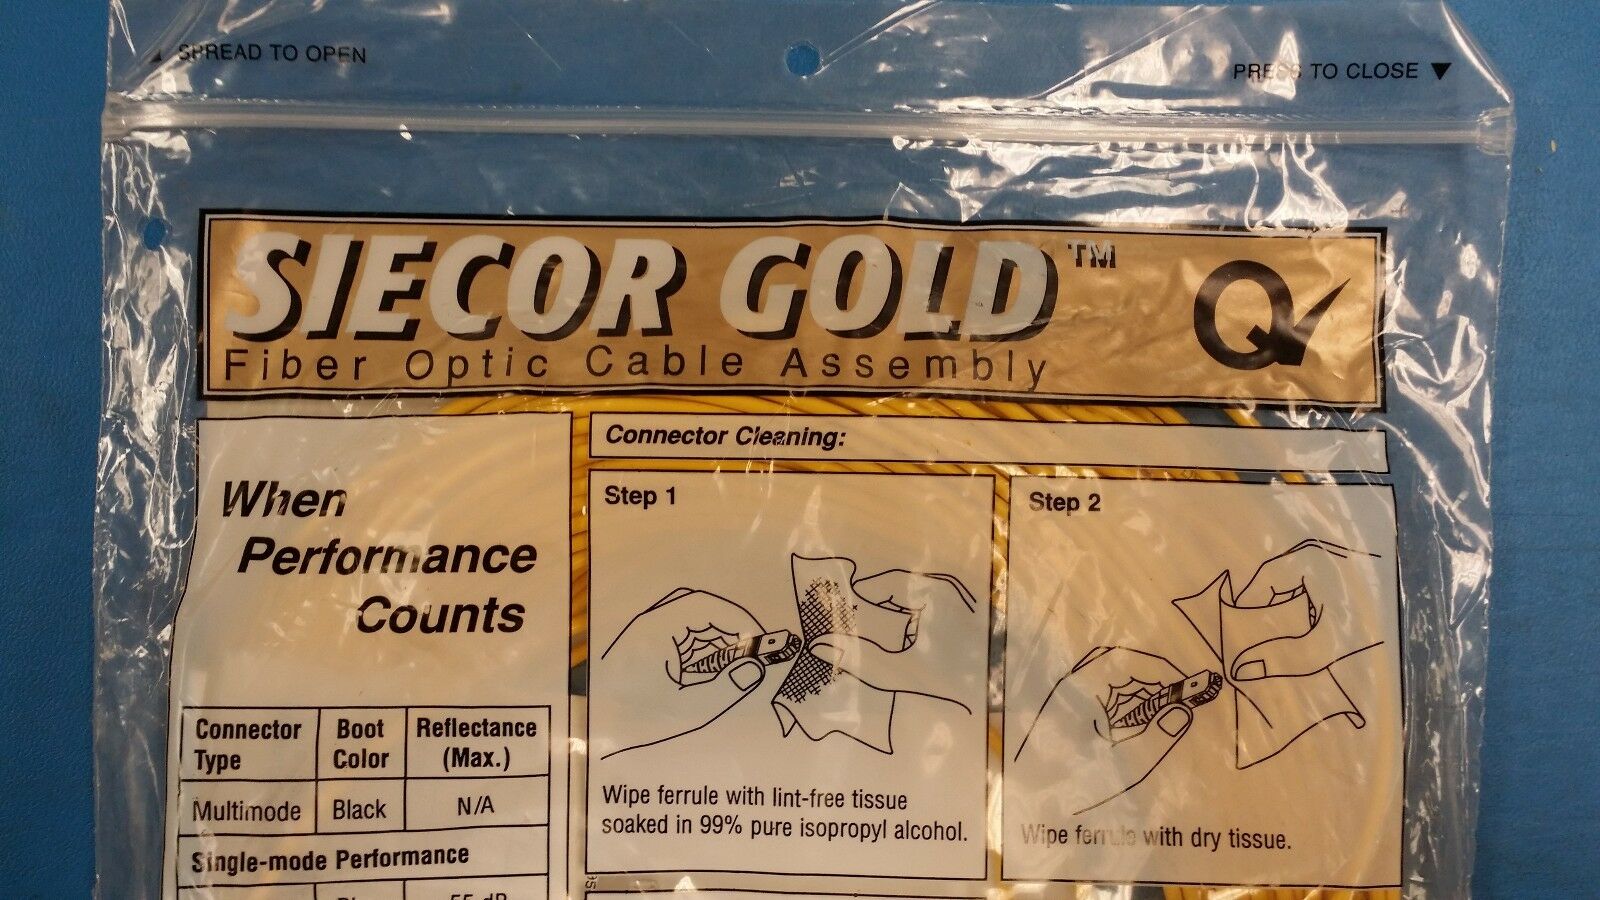 ▲ SPREAD TO OPEN
PRESS TO CLOSE ▼
SIECOR GOLD ™
Fiber Optic Cable Assembly
Q
When
Performance
Counts
Connector Type
Boot Color
Reflectance (Max.)
Multimode
Black
N/A
Single-mode Performance
Connector Cleaning:
Step 1
Wipe ferrule with lint-free tissue
soaked in 99% pure isopropyl alcohol.
Step 2
Wipe ferrule with dry tissue.